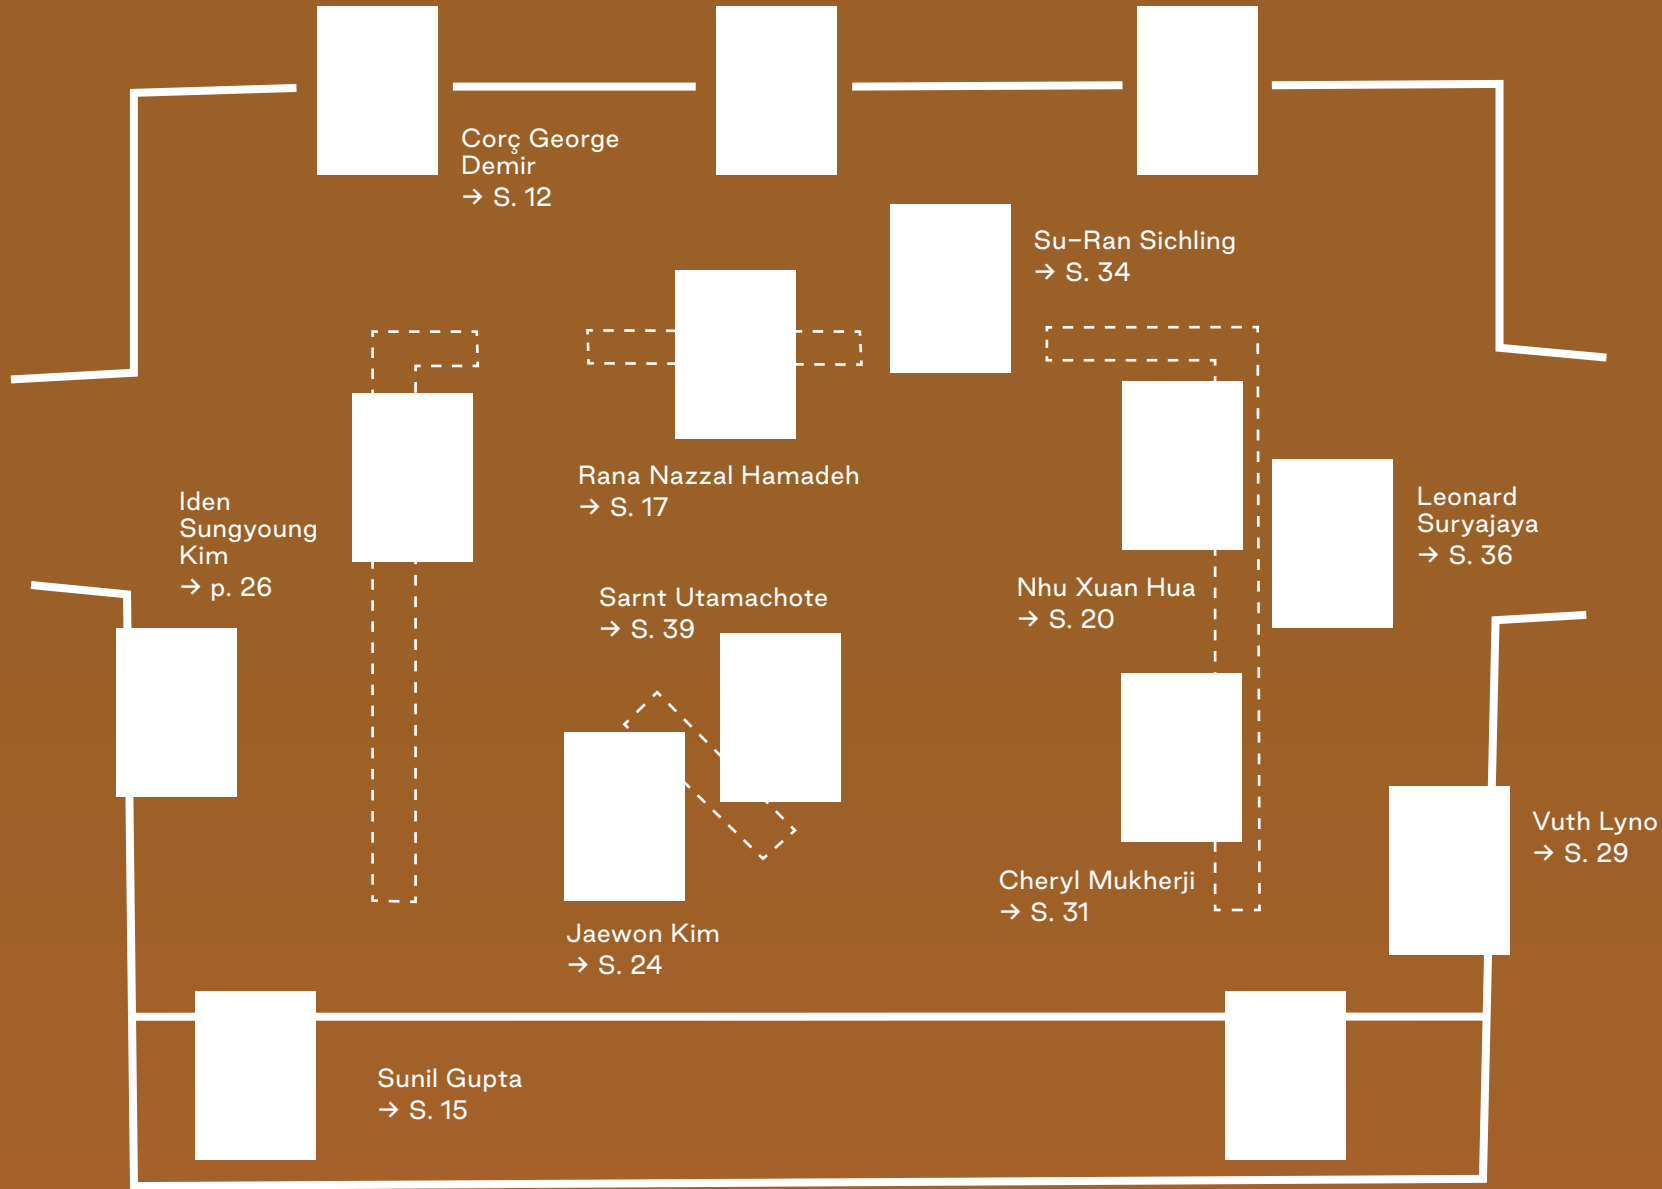 Corç George
Demir
→ S. 12
Su-Ran Sichling
→ S. 34
Rana Nazzal Hamadeh
→ S. 17
Iden
Sungyoung
Kim
→ p. 26
Leonard
Suryajaya
→ S. 36
Nhu Xuan Hua
→ S. 20
Sarnt Utamachote
→ S. 39
Vuth Lyno
→ S. 29
Cheryl Mukherji
→ S. 31
Jaewon Kim
→ S. 24
Sunil Gupta
→ S. 15